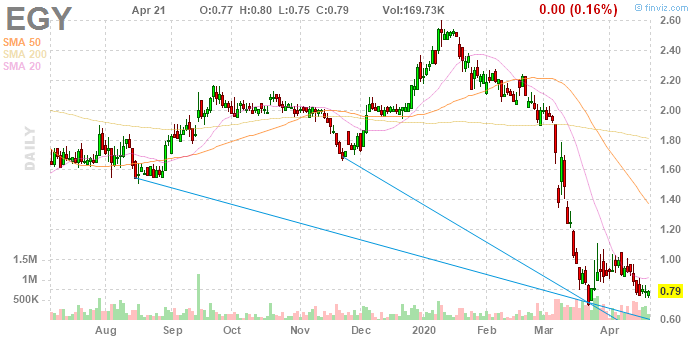 EGY Apr 21 O:0.77 H:0.80 L:0.75 C:0.79 Vol:169.73K 0.00 (0.16%) © finviz.com
SMA 50
SMA 200
SMA 20
DAILY
2.60
2.40
2.20
2.00
1.80
1.60
1.40
1.20
1.00
0.79
0.60
1.5M
1M
500K
Aug Sep Oct Nov Dec 2020 Feb Mar Apr